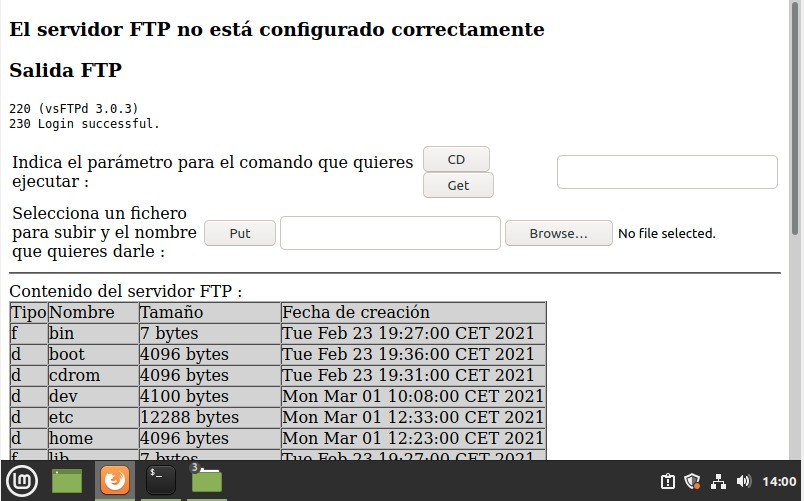 El servidor FTP no está configurado correctamente
Salida FTP
220 (vsFTPd 3.0.3)
230 Login successful.
Indica el parámetro para el comando que quieres
ejecutar :
CD
Get
Selecciona un fichero
para subir y el nombre
que quieres darle :
Put
Browse...
No file selected.
Contenido del servidor FTP :
Tipo Nombre Tamaño Fecha de creación
f bin 7 bytes Tue Feb 23 19:27:00 CET 2021
d boot 4096 bytes Tue Feb 23 19:36:00 CET 2021
d cdrom 4096 bytes Tue Feb 23 19:31:00 CET 2021
d dev 4100 bytes Mon Mar 01 10:08:00 CET 2021
d etc 12288 bytes Mon Mar 01 12:33:00 CET 2021
d home 4096 bytes Mon Mar 01 12:23:00 CET 2021
f lib 7 bytes Tue Feb 23 19:27:00 CET 2021
$_
3
14:00